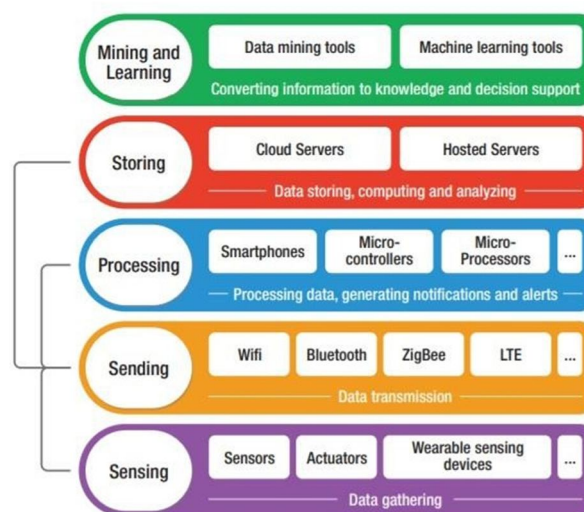 Mining and
Learning
Data mining tools
Machine learning tools
Converting information to knowledge and decision support
Storing
Cloud Servers
Hosted Servers
Data storing, computing and analyzing
Processing
Smartphones
Micro-
controllers
Micro-
Processors
...
Processing data, generating notifications and alerts
Sending
Wifi
Bluetooth
ZigBee
LTE
...
Data transmission
Sensing
Sensors
Actuators
Wearable sensing
devices
...
Data gathering